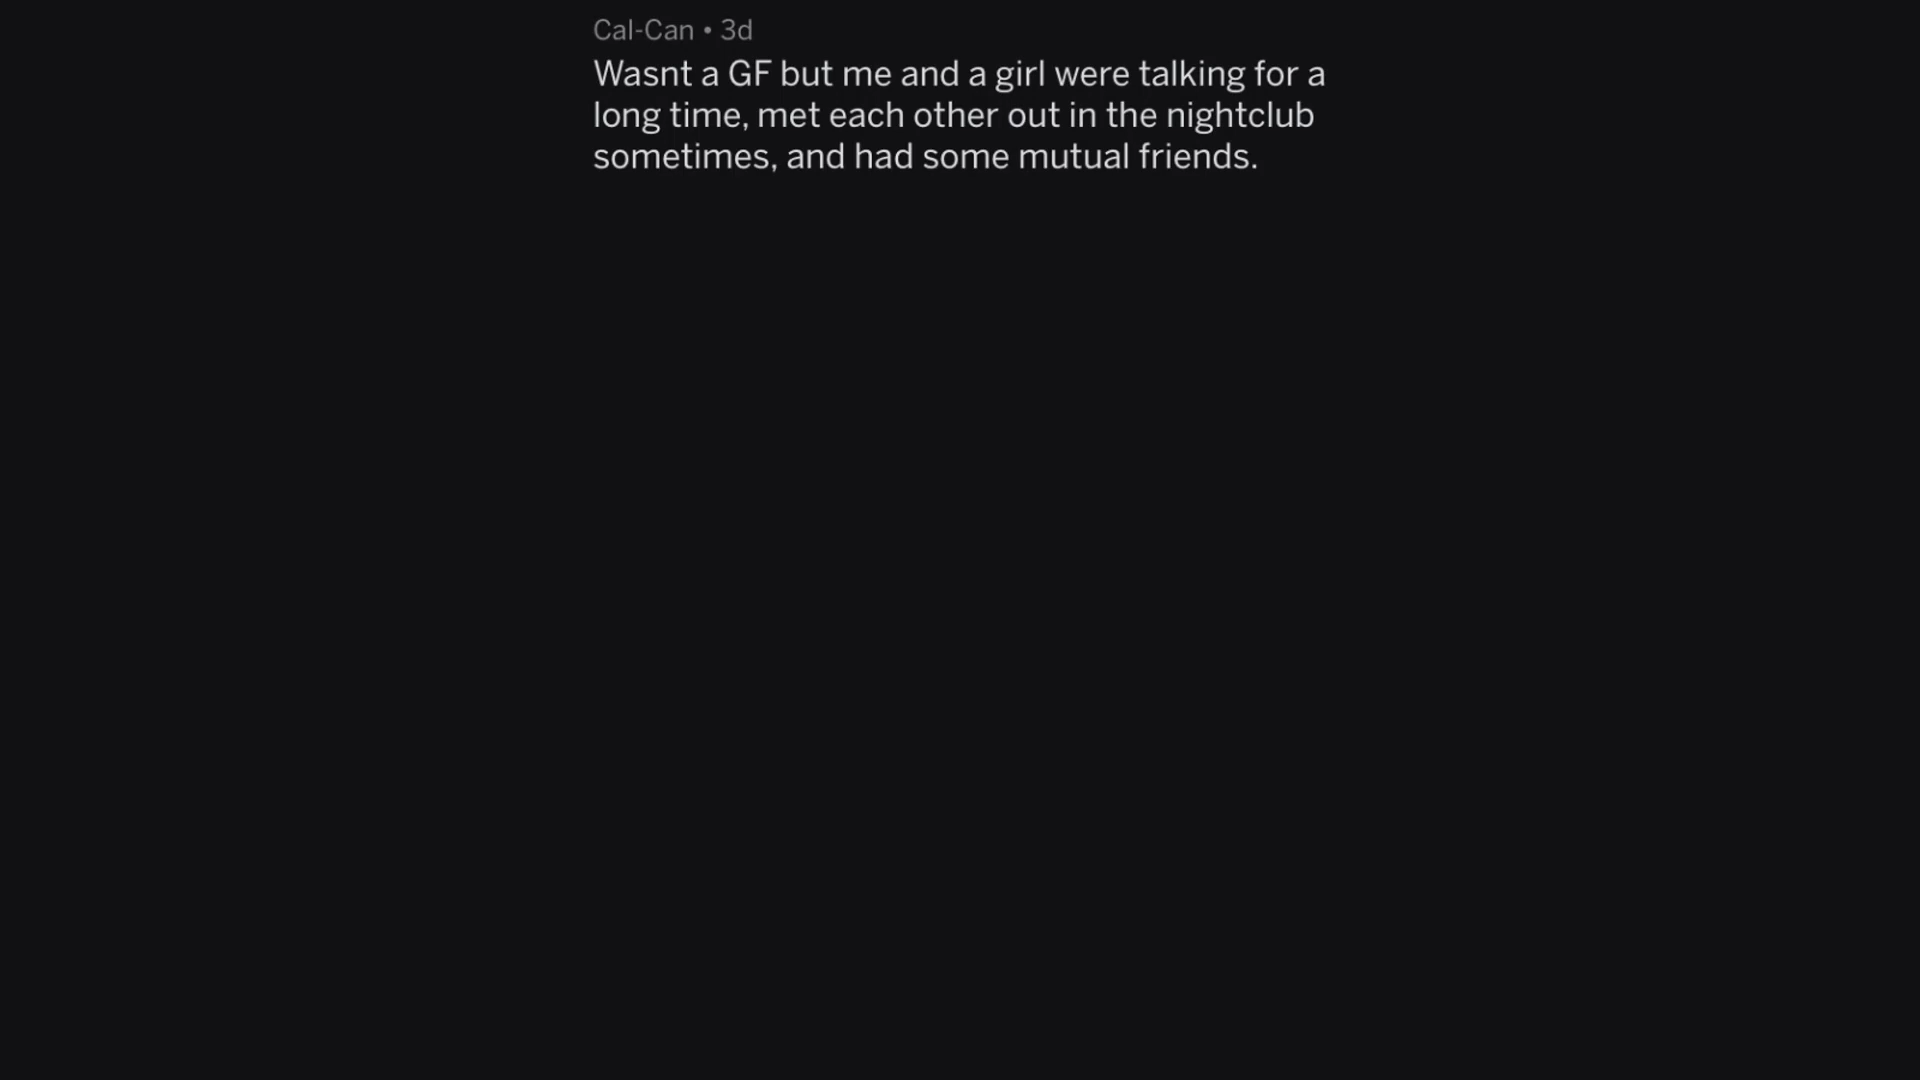 Cal-Can • 3d
Wasnt a GF but me and a girl were talking for a
long time, met each other out in the nightclub
sometimes, and had some mutual friends.